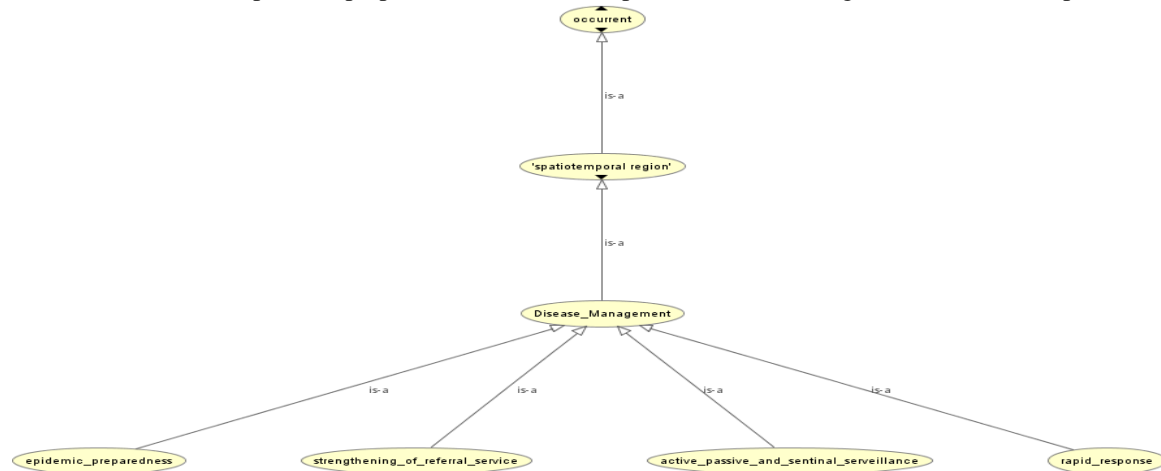 occurrent
is-a
'spatiotemporal region'
is-a
Disease_Management
is-a is-a is-a is-a
epidemic_preparedness strengthening_of_referral_service active_passive_and_sentinal_serveillance rapid_response